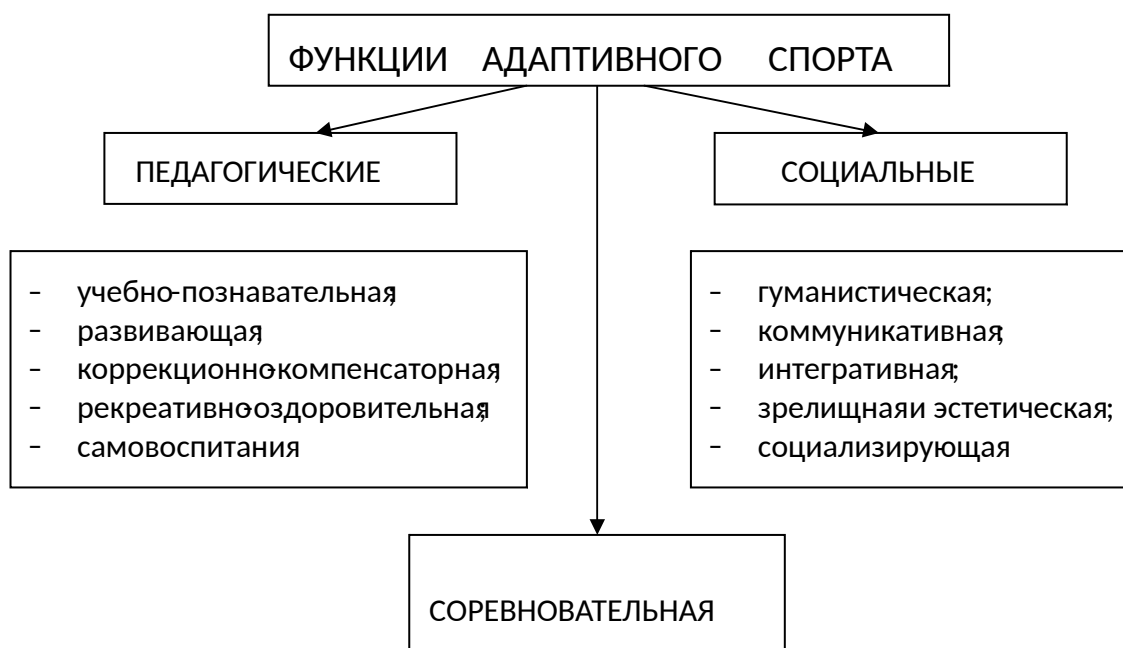 ФУНКЦИИ АДАПТИВНОГО СПОРТА
ПЕДАГОГИЧЕСКИЕ
СОЦИАЛЬНЫЕ
- учебно-познавательная;
- развивающая;
- коррекционно-компенсаторная;
- рекреативно-оздоровительная;
- самовоспитания
- гуманистическая;
- коммуникативная;
- интегративная;
- зрелищная и эстетическая;
- социализирующая
СОРЕВНОВАТЕЛЬНАЯ